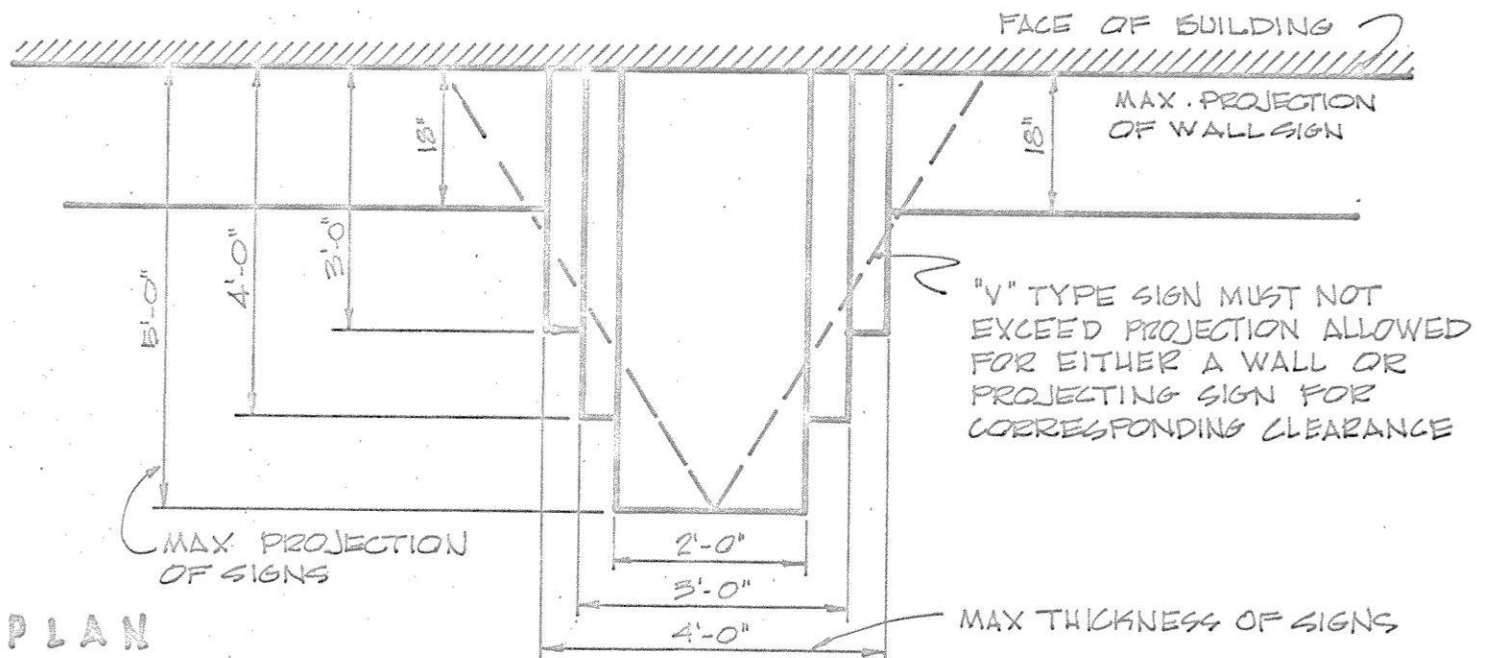 FACE OF BUILDING
MAX. PROJECTION
OF WALL SIGN
18"
18"
3'-0"
4'-0"
5'-0"
"V" TYPE SIGN MUST NOT
EXCEED PROJECTION ALLOWED
FOR EITHER A WALL OR
PROJECTING SIGN FOR
CORRESPONDING CLEARANCE
MAX PROJECTION
OF SIGNS
2'-0"
3'-0"
4'-0"
MAX THICKNESS OF SIGNS
PLAN